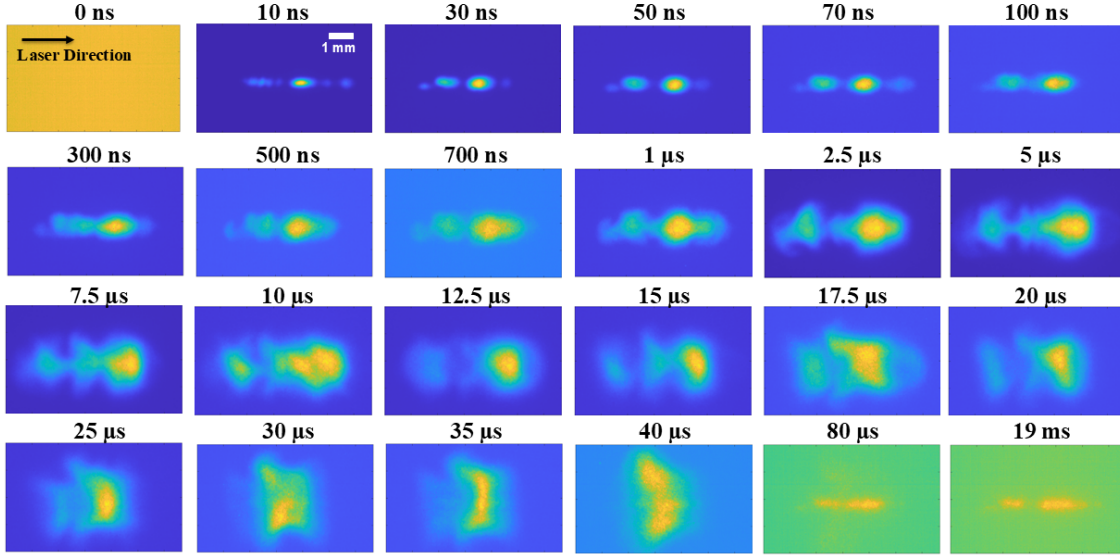 0 ns
10 ns
30 ns
50 ns
70 ns
100 ns
Laser Direction
1 mm
300 ns
500 ns
700 ns
1 µs
2.5 µs
5 µs
7.5 µs
10 µs
12.5 µs
15 µs
17.5 µs
20 µs
25 µs
30 µs
35 µs
40 µs
80 µs
19 ms